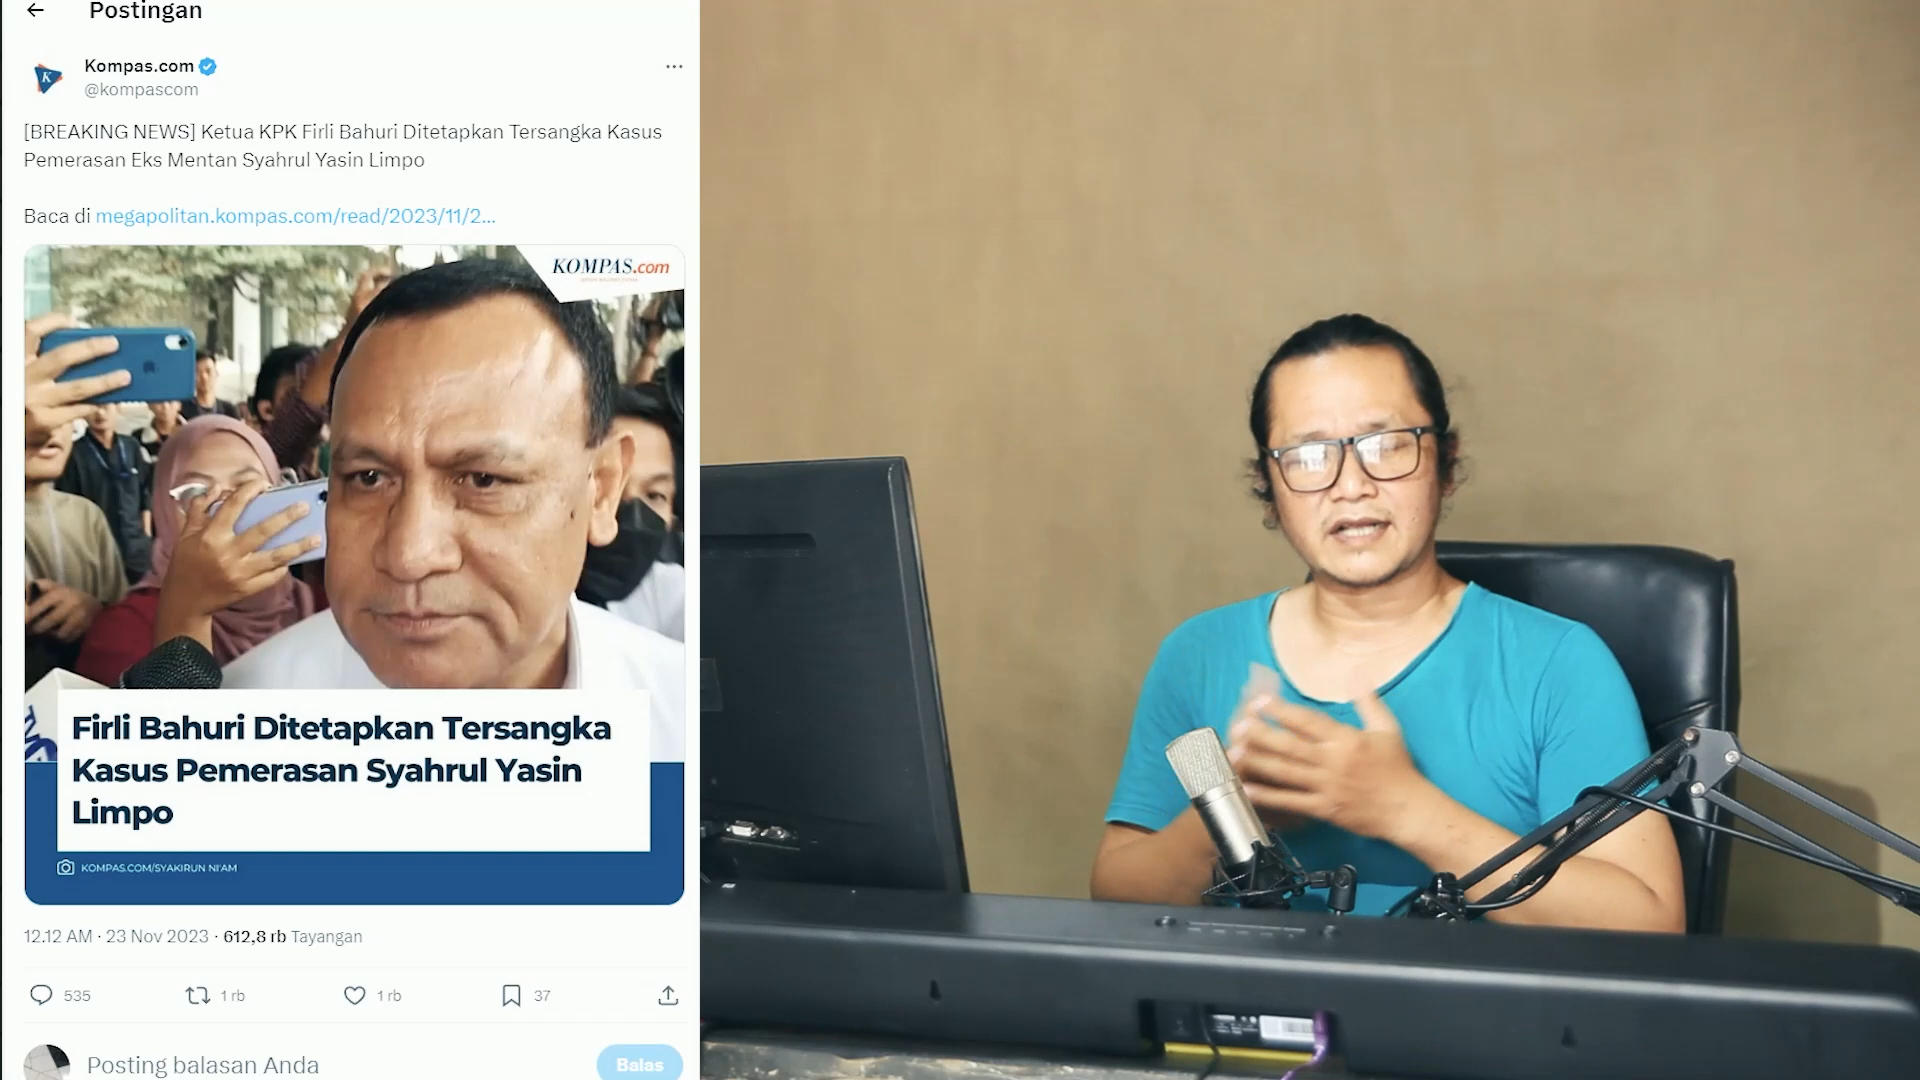 Postingan
Kompas.com
@kompascom
[BREAKING NEWS] Ketua KPK Firli Bahuri Ditetapkan Tersangka Kasus
Pemerasan Eks Mentan Syahrul Yasin Limpo
Baca di megapolitan.kompas.com/read/2023/11/2...
KOMPAS.com
Firli Bahuri Ditetapkan Tersangka
Kasus Pemerasan Syahrul Yasin
Limpo
KOMPAS.COM/SYAKIRUN NI'AM
12.12 AM · 23 Nov 2023 · 612,8 rb Tayangan
535 1 rb 1 rb 37
Posting balasan Anda
Balas